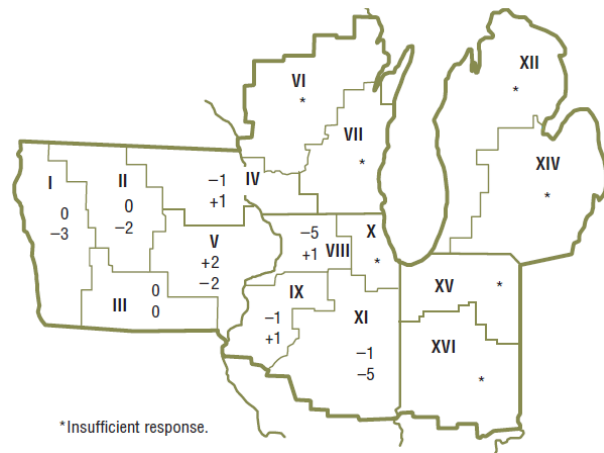 VI
*
XII
*
VII
*
XIV
*
I
0
−3
II
0
−2
−1
+1
IV
V
+2
−2
III
0
0
−5
+1
VIII
X
*
IX
−1
+1
XI
−1
−5
XV
*
XVI
*
*Insufficient response.